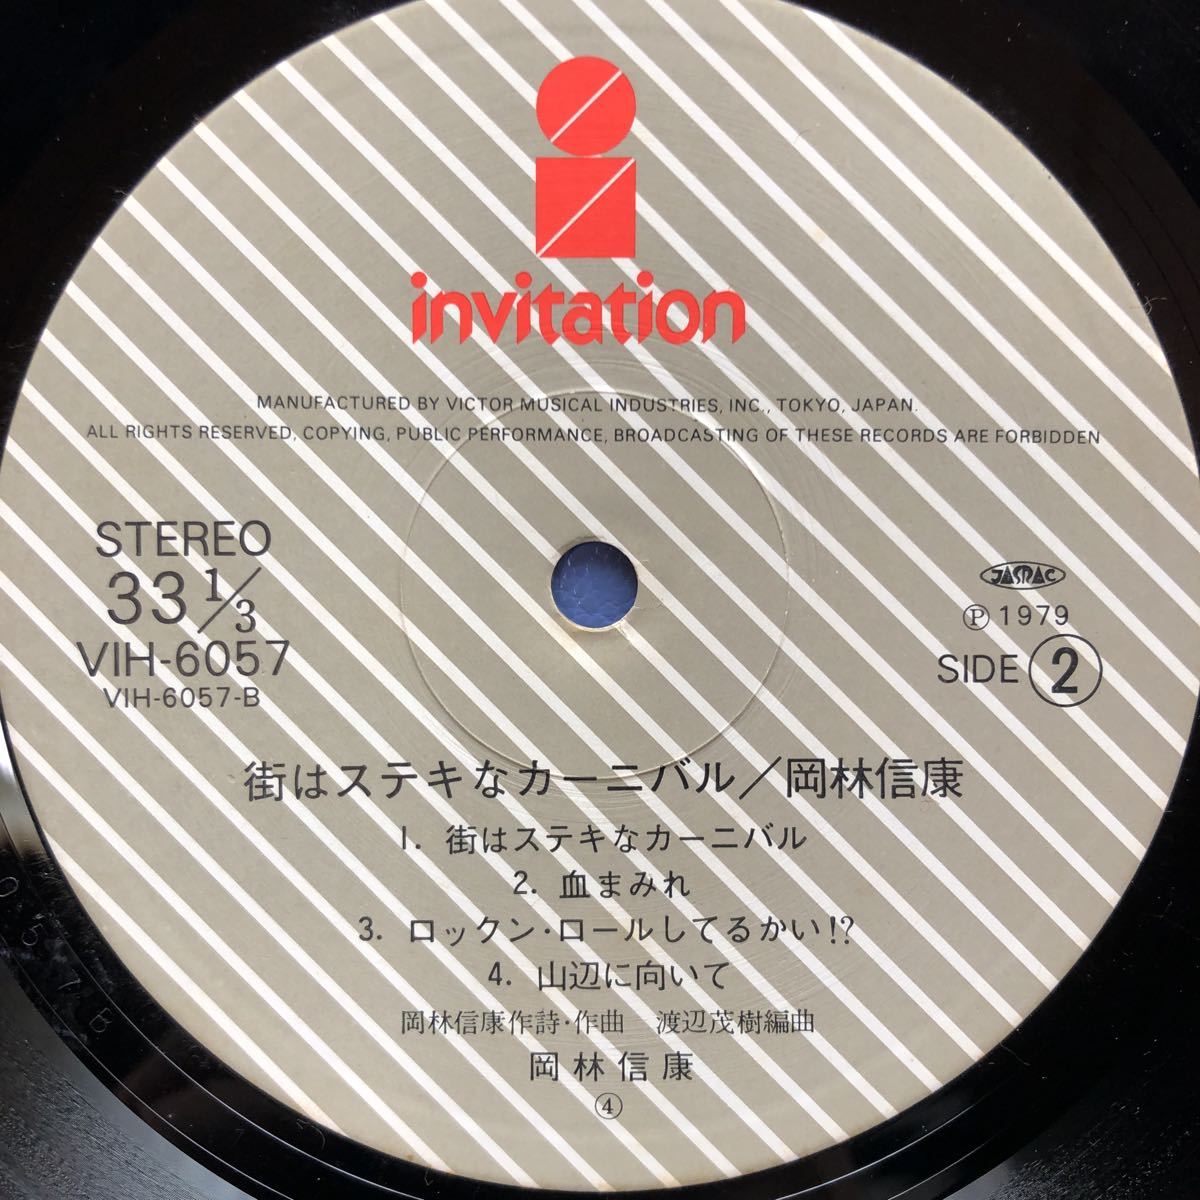 invitation
MANUFACTURED BY VICTOR MUSICAL INDUSTRIES, INC., TOKYO, JAPAN.
ALL RIGHTS RESERVED, COPYING, PUBLIC PERFORMANCE, BROADCASTING OF THESE RECORDS ARE FORBIDDEN
STEREO
33 1/3
VIH-6057
VIH-6057-B
JASRAC
Ⓟ 1979
SIDE ②
街はステキなカーニバル／岡林信康
1. 街はステキなカーニバル
2. 血まみれ
3. ロックン・ロールしてるかい!?
4. 山辺に向いて
岡林信康作詩・作曲 渡辺茂樹編曲
岡林信康
④